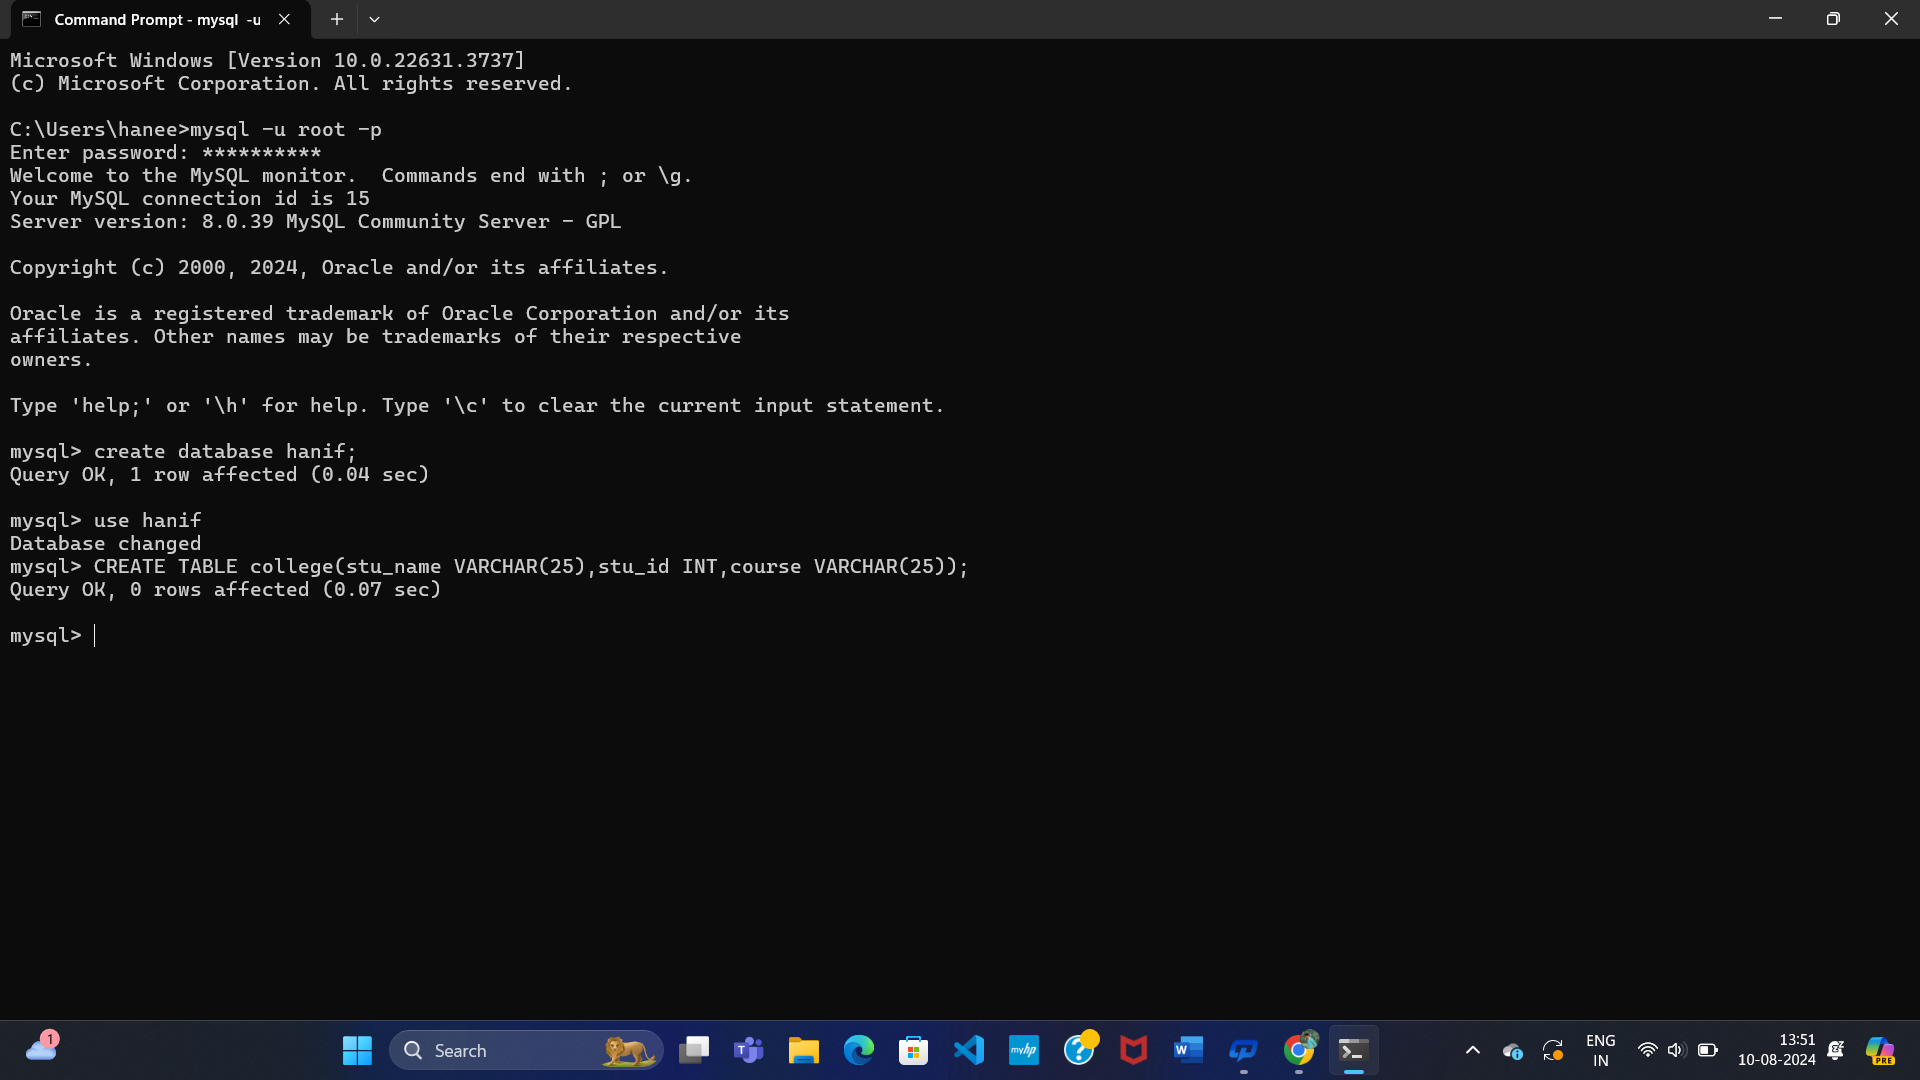 Command Prompt - mysql  -u
Microsoft Windows [Version 10.0.22631.3737]
(c) Microsoft Corporation. All rights reserved.
C:\Users\hanee>mysql -u root -p
Enter password: **********
Welcome to the MySQL monitor.  Commands end with ; or \g.
Your MySQL connection id is 15
Server version: 8.0.39 MySQL Community Server - GPL
Copyright (c) 2000, 2024, Oracle and/or its affiliates.
Oracle is a registered trademark of Oracle Corporation and/or its
affiliates. Other names may be trademarks of their respective
owners.
Type 'help;' or '\h' for help. Type '\c' to clear the current input statement.
mysql> create database hanif;
Query OK, 1 row affected (0.04 sec)
mysql> use hanif
Database changed
mysql> CREATE TABLE college(stu_name VARCHAR(25),stu_id INT,course VARCHAR(25));
Query OK, 0 rows affected (0.07 sec)
mysql>
1
Search
T
myhp
?
W
ENG
IN
13:51
10-08-2024
PRE